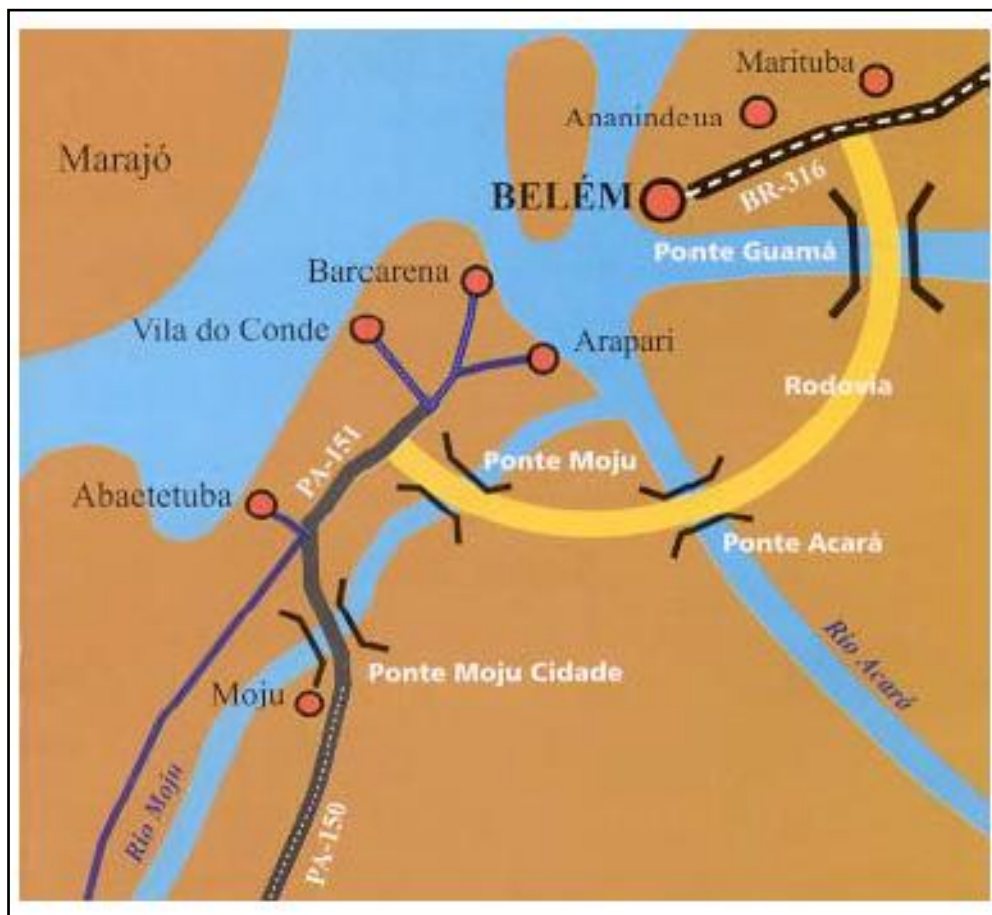 Marituba
Ananindeua
Marajó
BELÉM
BR-316
Ponte Guamá
Barcarena
Vila do Conde
Arapari
Rodovia
PA-151
Ponte Moju
Abaetetuba
Ponte Acará
Rio Acará
Ponte Moju Cidade
Moju
Rio Moju
PA-150